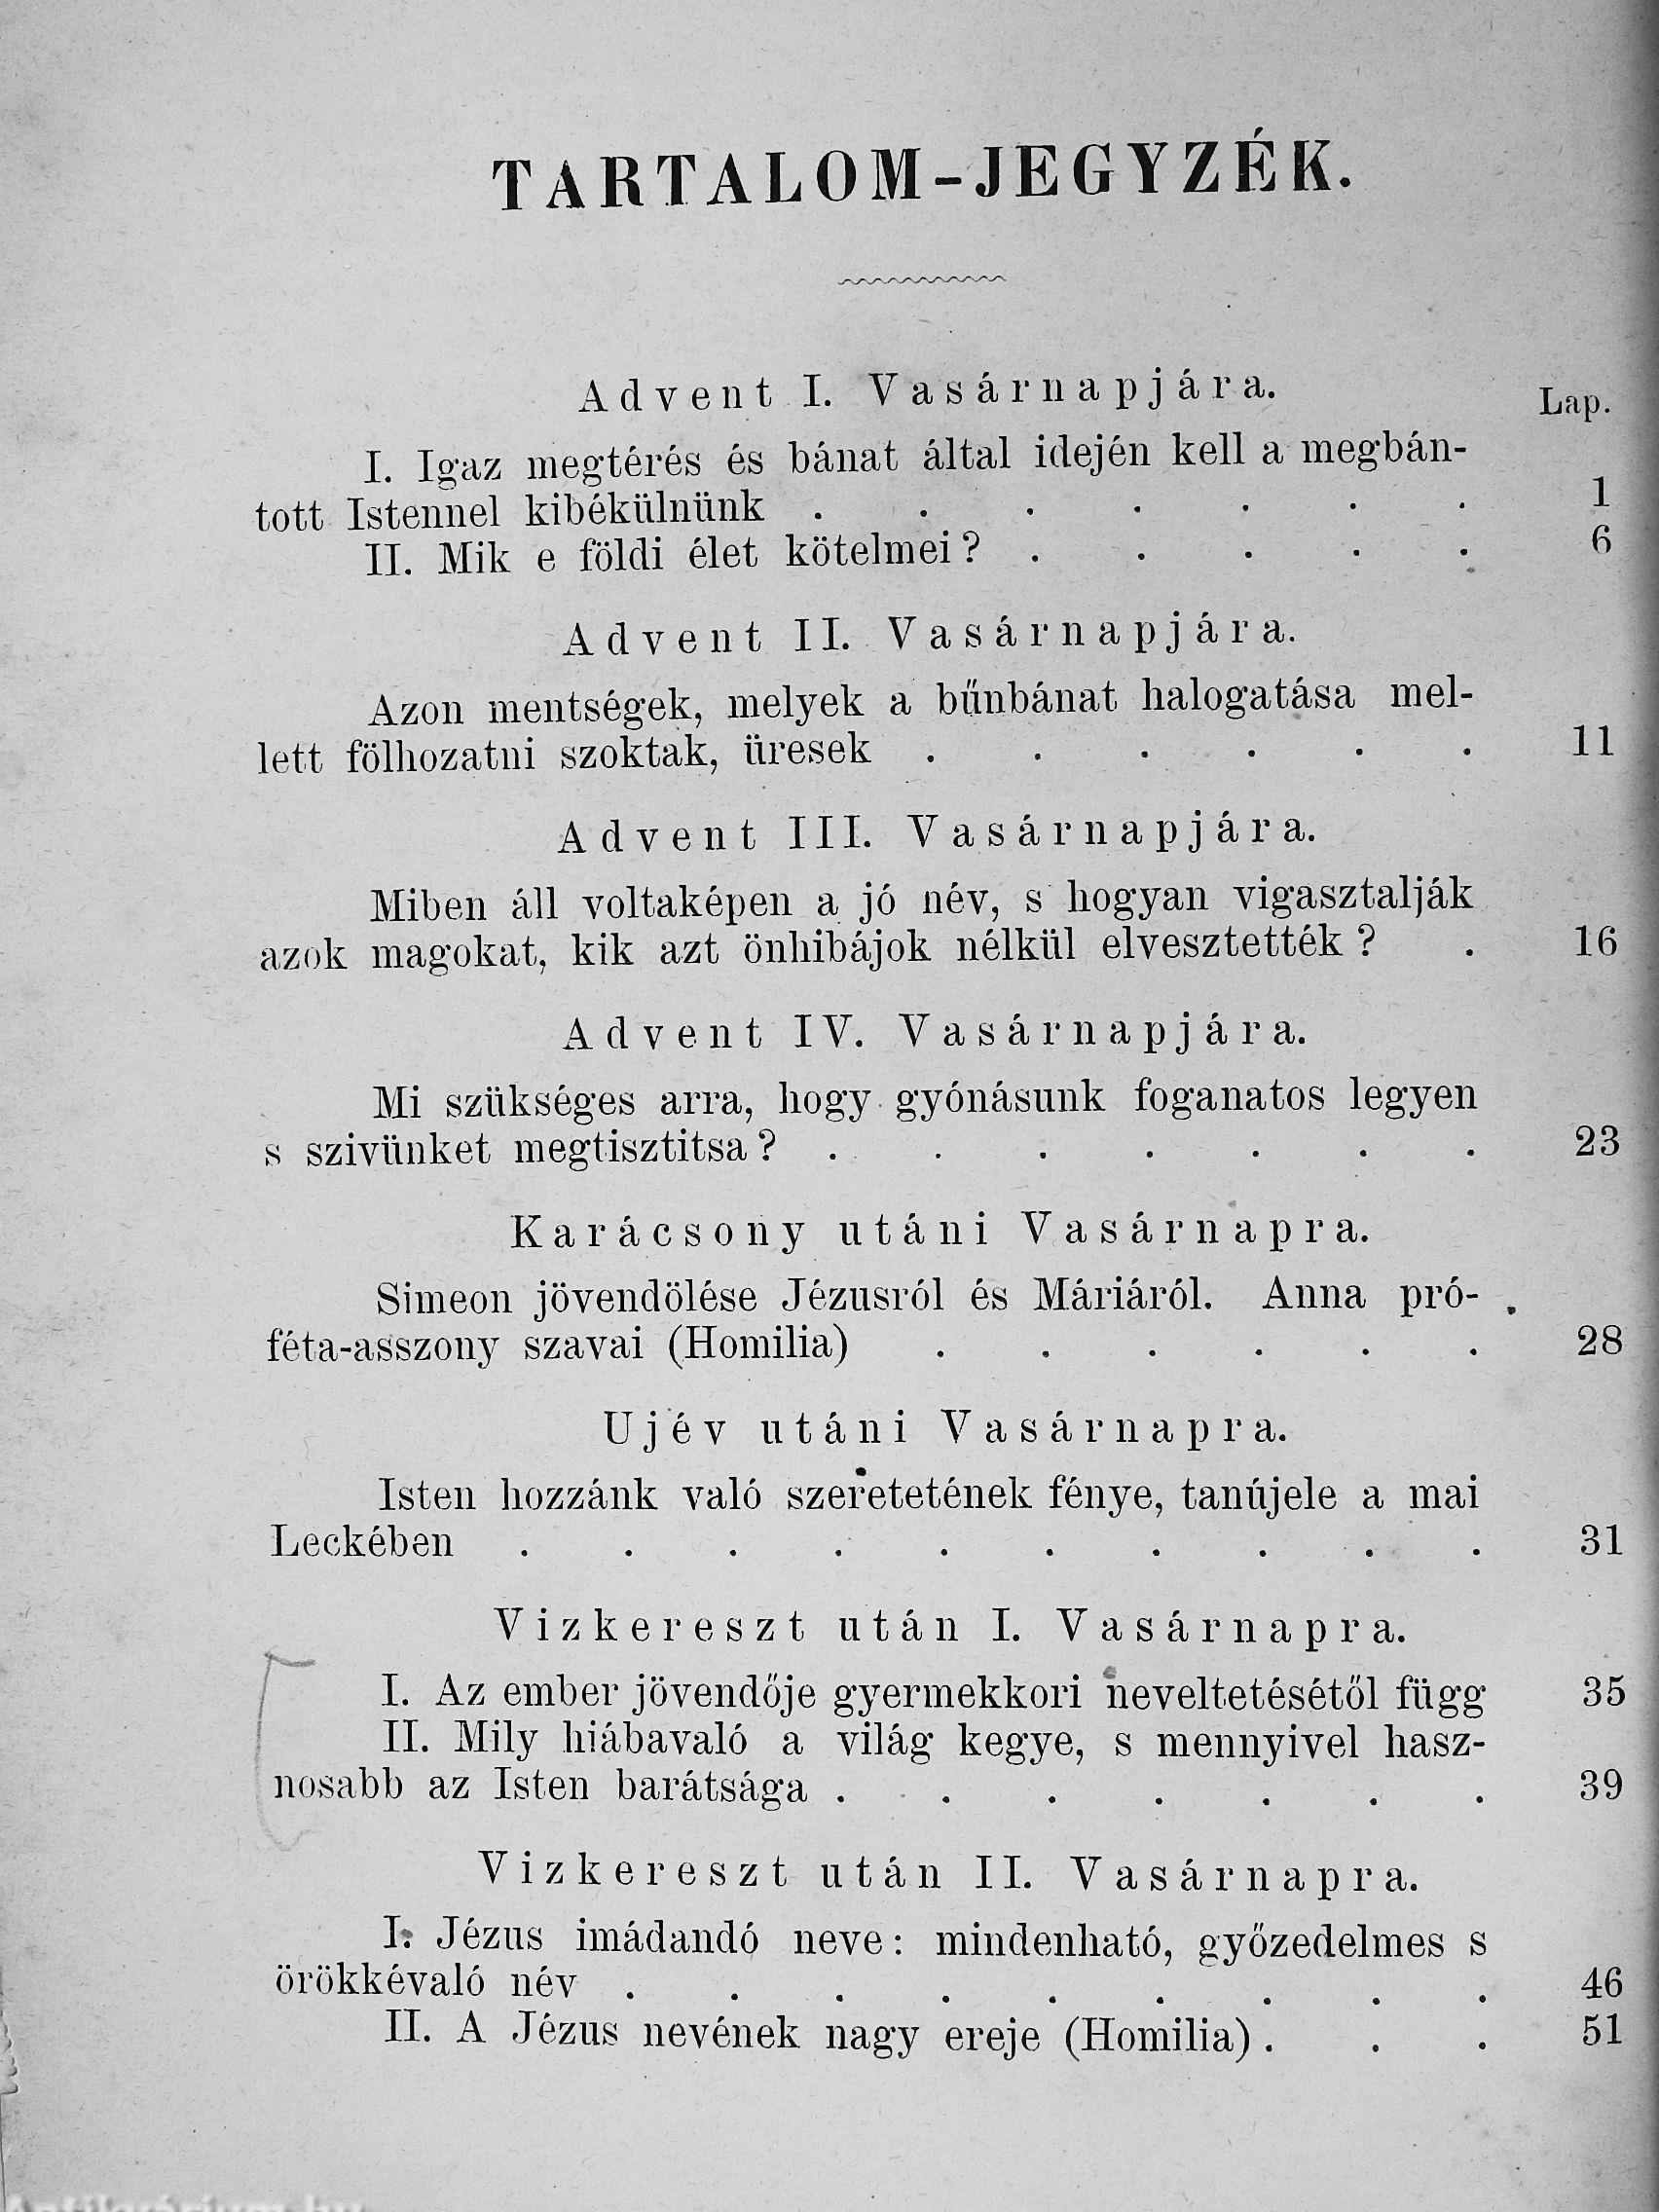 TARTALOM-JEGYZÉK.
Advent I. Vasárnapjára.
Lap.
I. Igaz megtérés és bánat által idején kell a megbán-
tott Istennel kibékülnünk . . . . . . . 1
II. Mik e földi élet kötelmei? . . . . . 6
Advent II. Vasárnapjára.
Azon mentségek, melyek a bűnbánat halogatása mel-
lett fölhozatni szoktak, üresek . . . . . . 11
Advent III. Vasárnapjára.
Miben áll voltaképen a jó név, s hogyan vigasztalják
azok magokat, kik azt önhibájok nélkül elvesztették? . 16
Advent IV. Vasárnapjára.
Mi szükséges arra, hogy gyónásunk foganatos legyen
s szivünket megtisztitsa? . . . . . . . 23
Karácsony utáni Vasárnapra.
Simeon jövendölése Jézusról és Máriáról. Anna pró-
féta-asszony szavai (Homilia) . . . . . . 28
Ujév utáni Vasárnapra.
Isten hozzánk való szeretetének fénye, tanújele a mai
Leckében . . . . . . . . . . 31
Vizkereszt után I. Vasárnapra.
I. Az ember jövendője gyermekkori neveltetésétől függ 35
II. Mily hiábavaló a világ kegye, s mennyivel hasz-
nosabb az Isten barátsága . . . . . . . 39
Vizkereszt után II. Vasárnapra.
I. Jézus imádandó neve: mindenható, győzedelmes s
örökkévaló név . . . . . . . . . 46
II. A Jézus nevének nagy ereje (Homilia) . . . 51